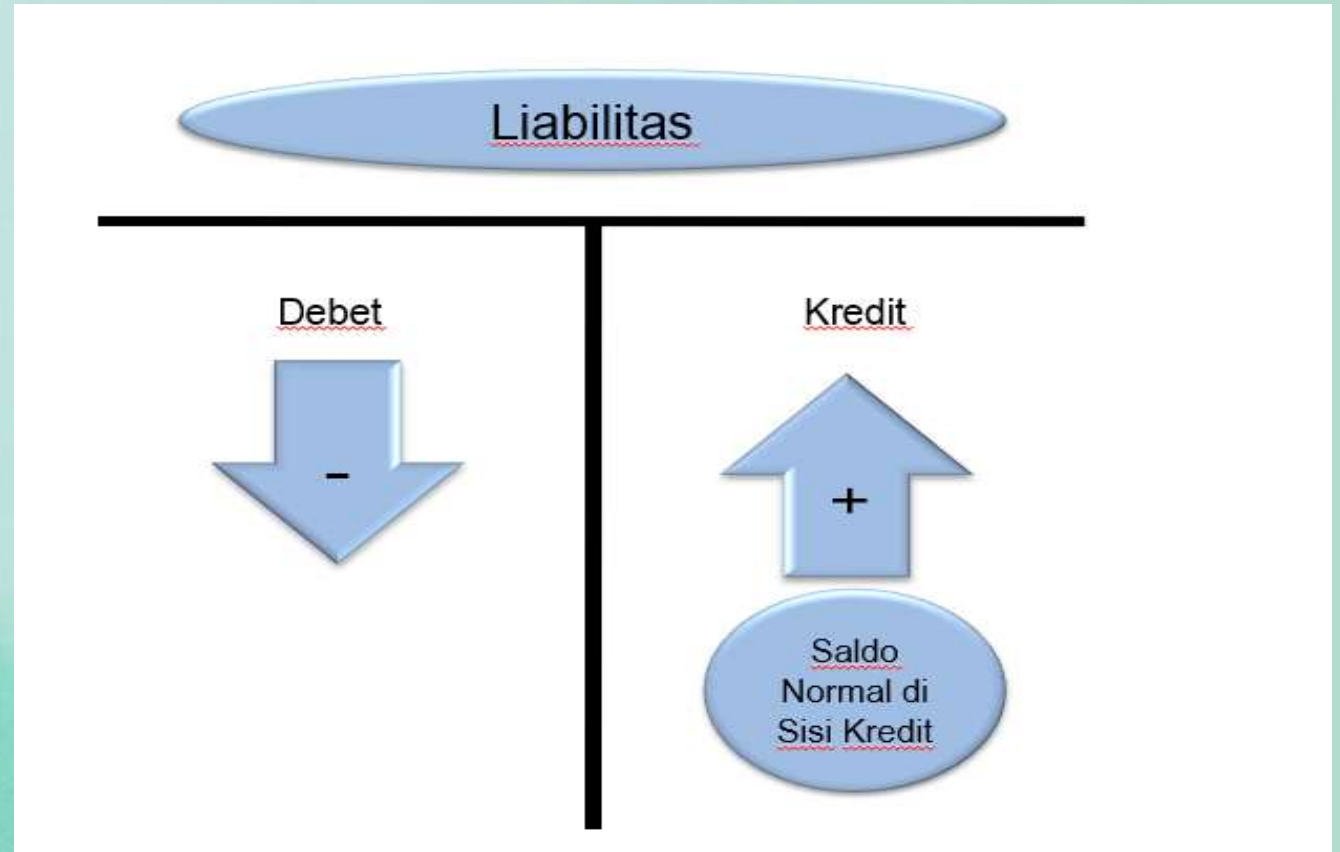 Liabilitas
Debet
Kredit
-
+
Saldo
Normal di
Sisi Kredit